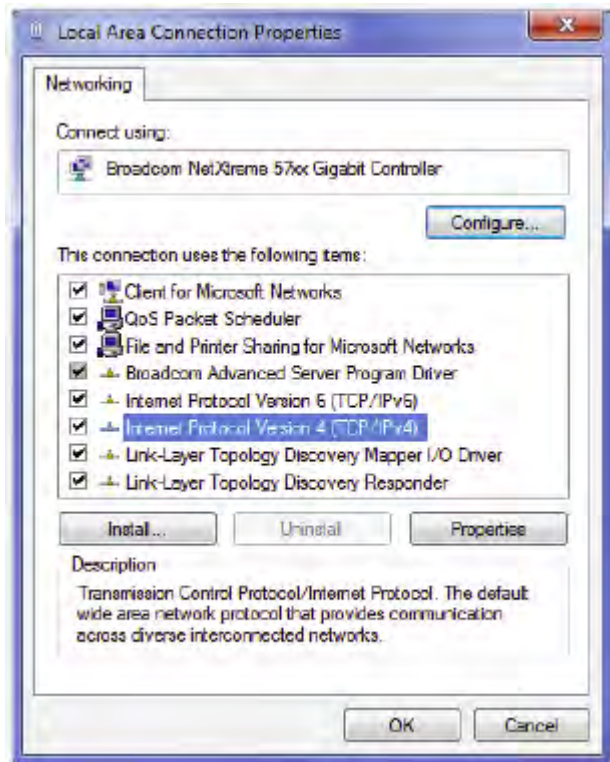 Local Area Connection Properties
Networking
Connect using:
Broadcom NetXtreme 57xx Gigabit Controller
Configure...
This connection uses the following items:
Client for Microsoft Networks
QoS Packet Scheduler
File and Printer Sharing for Microsoft Networks
Broadcom Advanced Server Program Driver
Internet Protocol Version 6 (TCP/IPv6)
Internet Protocol Version 4 (TCP/IPv4)
Link-Layer Topology Discovery Mapper I/O Driver
Link-Layer Topology Discovery Responder
Install...
Uninstall
Properties
Description
Transmission Control Protocol/Internet Protocol. The default
wide area network protocol that provides communication
across diverse interconnected networks.
OK
Cancel